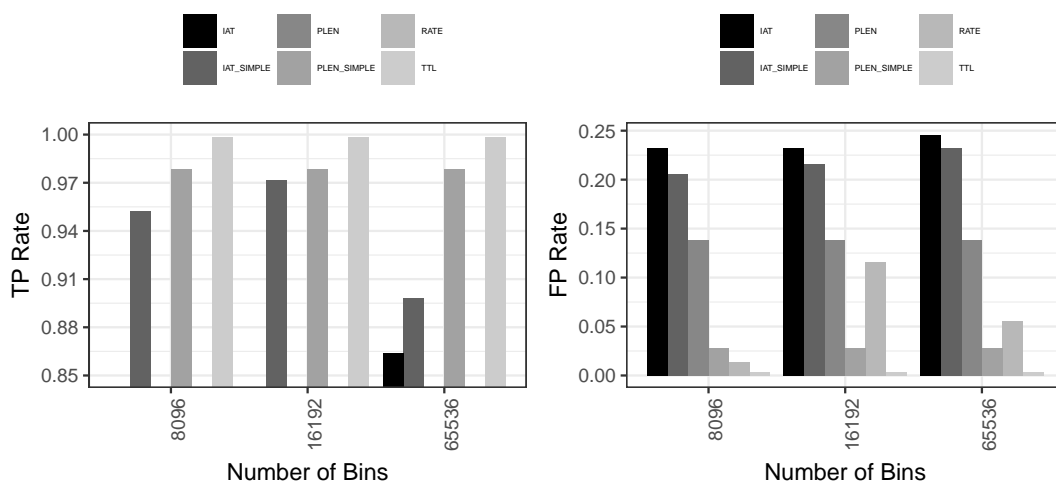 IAT PLEN RATE
IAT_SIMPLE PLEN_SIMPLE TTL
1.00
0.97
0.94
0.91
0.88
0.85
TP Rate
8096
16192
65536
Number of Bins
IAT PLEN RATE
IAT_SIMPLE PLEN_SIMPLE TTL
0.25
0.20
0.15
0.10
0.05
0.00
FP Rate
8096
16192
65536
Number of Bins